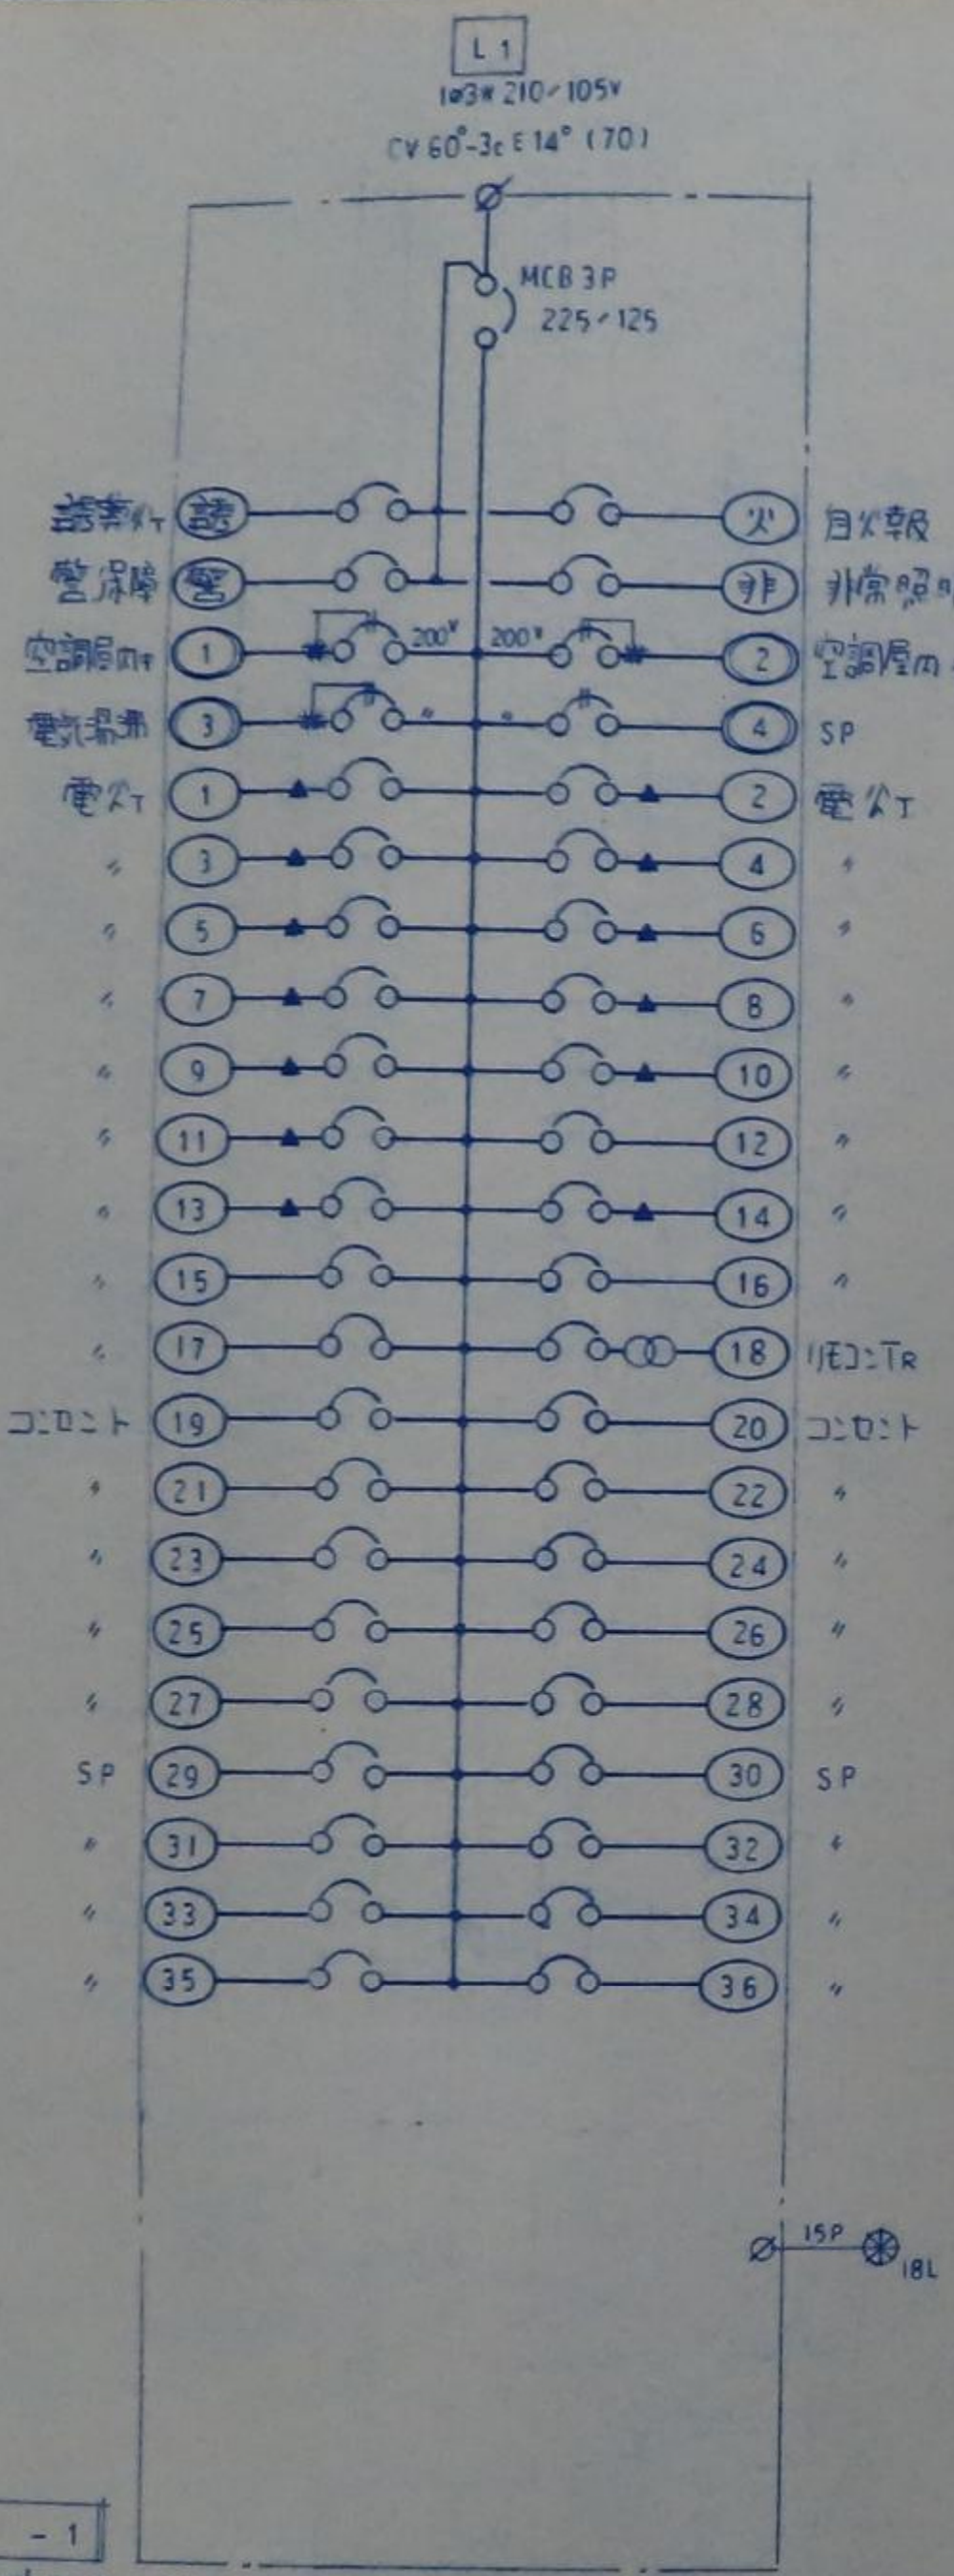 L 1
1ø3W 210/105V
CV 60°-3c E 14° (70)
MCB 3P
225/125
誘導灯 誘 火 自火報
警 保障 警 非 非常照明
空調屋内 1 200V 200V 2 空調屋内
電気湯沸 3 〃 〃 4 SP
電灯 1 2 電灯
〃 3 4 〃
〃 5 6 〃
〃 7 8 〃
〃 9 10 〃
〃 11 12 〃
〃 13 14 〃
〃 15 16 〃
〃 17 18 リモコンTR
コンセント 19 20 コンセント
〃 21 22 〃
〃 23 24 〃
〃 25 26 〃
〃 27 28 〃
SP 29 30 SP
〃 31 32 〃
〃 33 34 〃
〃 35 36 〃
15P
18L
- 1